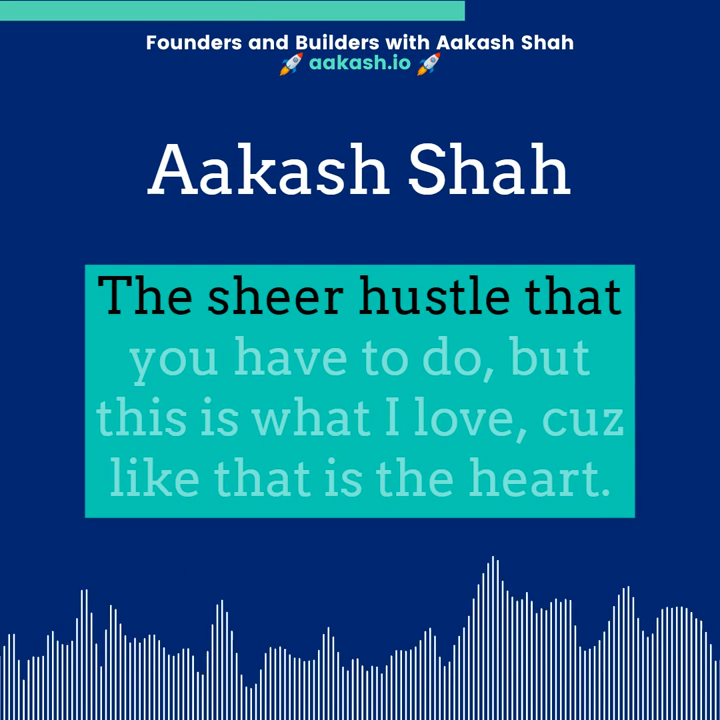 Founders and Builders with Aakash Shah
🚀 aakash.io 🚀
Aakash Shah
The sheer hustle that
you have to do, but
this is what I love, cuz
like that is the heart.